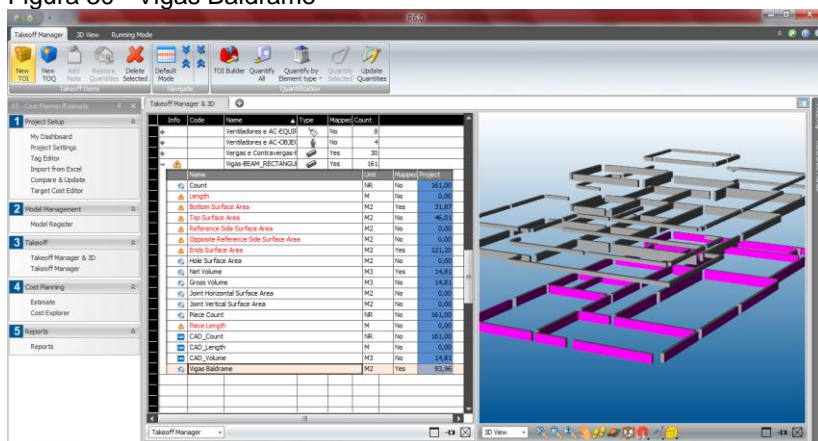 Figura 30 - Vigas Baldrame
R6.0
Takeoff Manager 3D View Running Mode
New TOI
New TOQ
Add Note
Restore Quantities
Delete Selected
Default Mode
TOI Builder
Quantify All
Quantify by Element type
Quantify Selected
Update Quantities
Takeoff Items Navigate Quantification
05 - Cost Planner/Estimate
Takeoff Manager & 3D
1 Project Setup
My Dashboard
Project Settings
Tag Editor
Import from Excel
Compare & Update
Target Cost Editor
2 Model Management
Model Register
3 Takeoff
Takeoff Manager & 3D
Takeoff Manager
4 Cost Planning
Estimate
Cost Explorer
5 Reports
Reports
Info Code Name Type Mapped Count
Ventiladores e AC-EQUIP No 8
Ventiladores e AC-OBJEC No 4
Vergas e Contravergas- Yes 30
Vigas-BEAM_RECTANGUL Yes 161
Name Unit Mapped Project
Count NR No 161,00
Length M No 0,00
Bottom Surface Area M2 Yes 31,87
Top Surface Area M2 No 46,01
Reference Side Surface Area M2 No 0,00
Opposite Reference Side Surface Area M2 No 0,00
Ends Surface Area M2 Yes 121,20
Hole Surface Area M2 No 0,00
Net Volume M3 Yes 14,81
Gross Volume M3 No 14,81
Joint Horizontal Surface Area M2 No 0,00
Joint Vertical Surface Area M2 No 0,00
Piece Count NR No 161,00
Piece Length M No 0,00
CAD_Count NR No 161,00
CAD_Length M No 0,00
CAD_Volume M3 No 14,81
Vigas Baldrame M2 Yes 93,96
Takeoff Manager
3D View